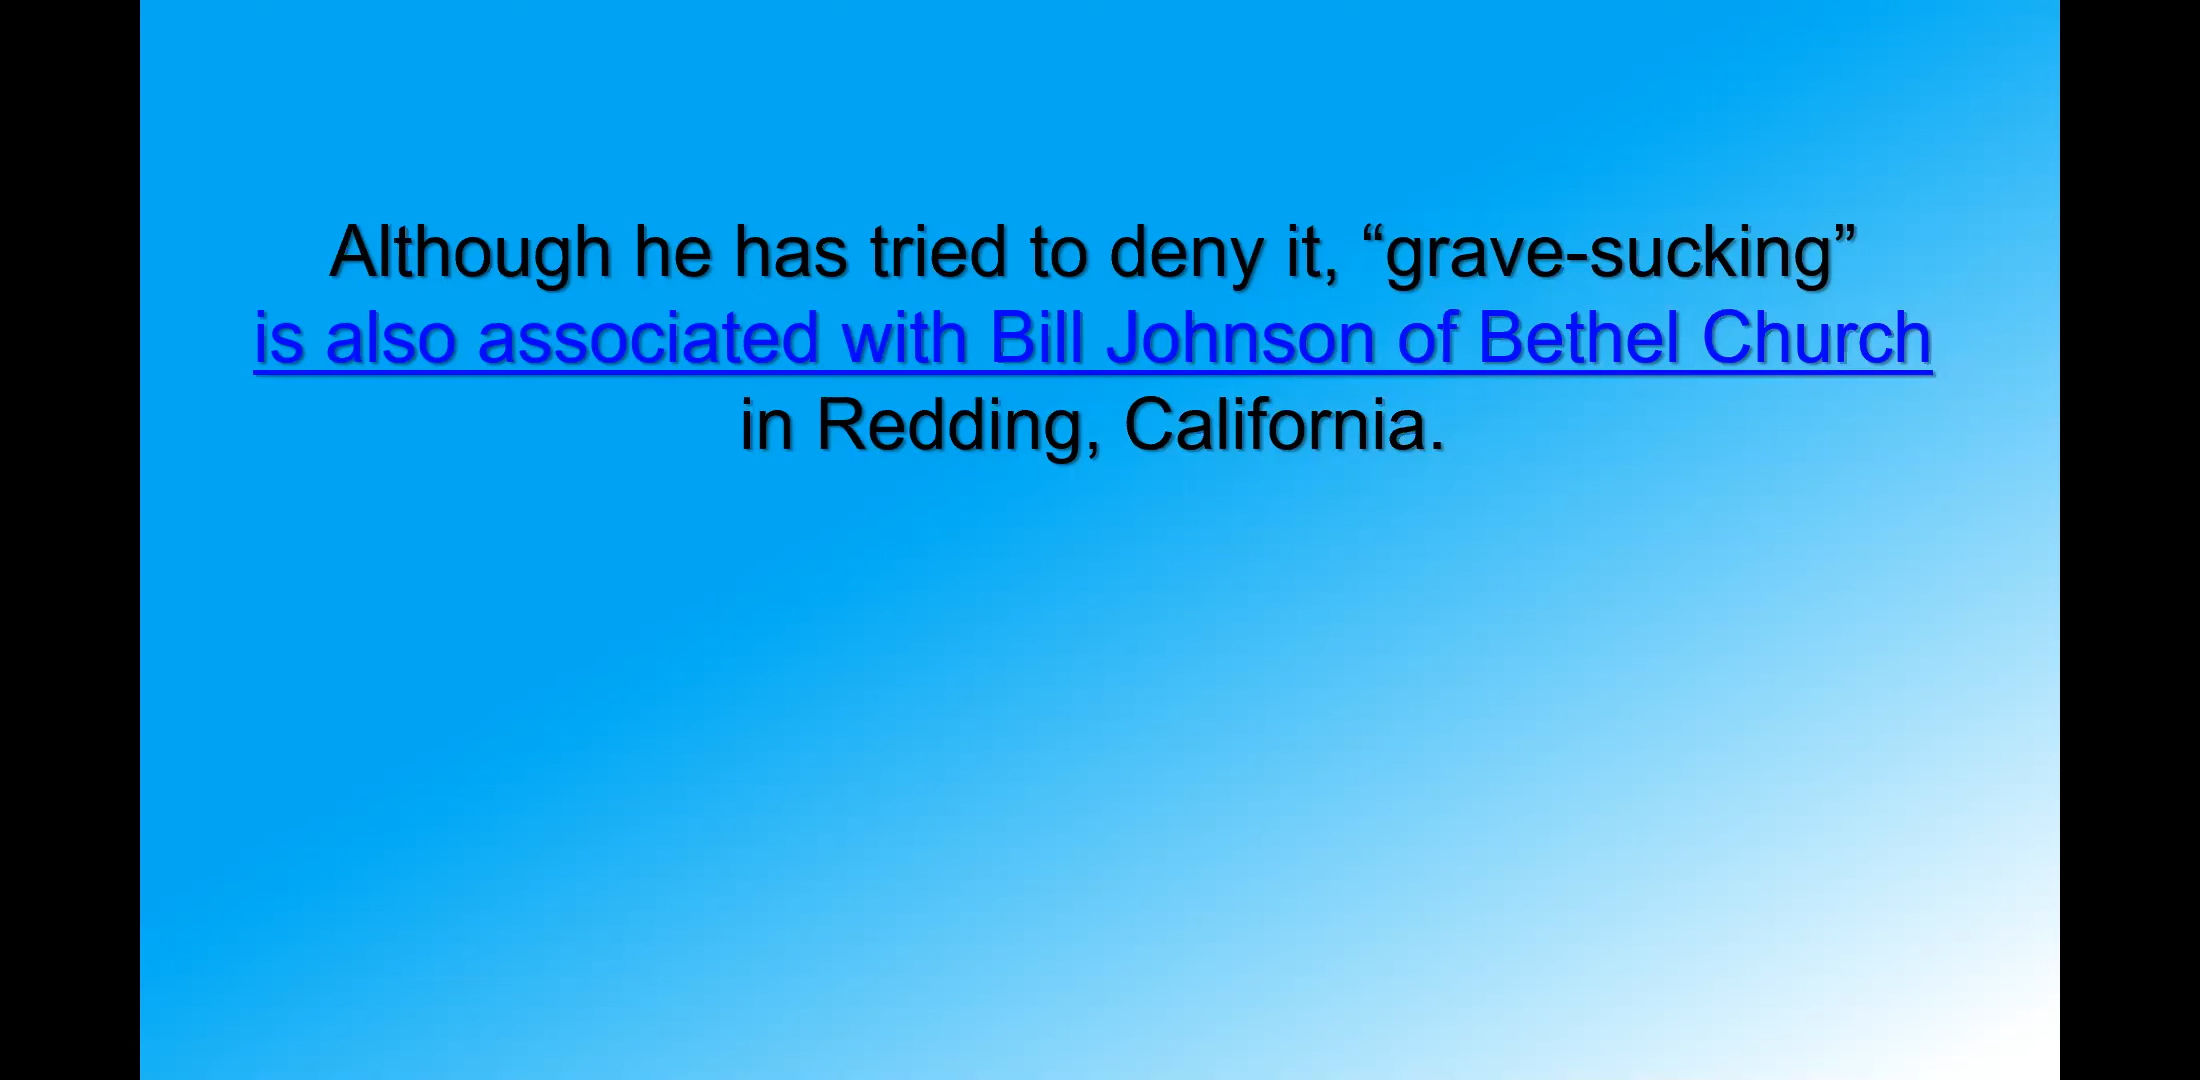 Although he has tried to deny it, “grave-sucking”
is also associated with Bill Johnson of Bethel Church
in Redding, California.